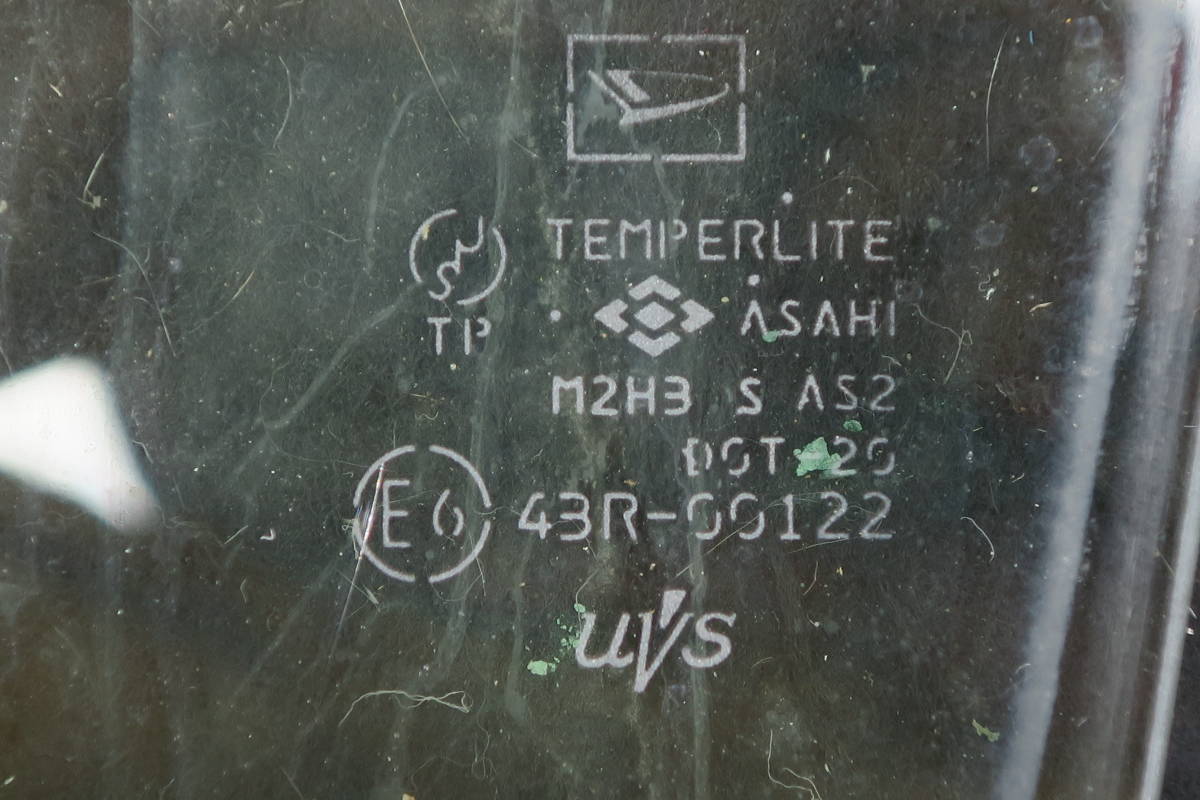 TEMPERLITE
TP ASAHI
M2H3 S AS2
DOT-20
E6 43R-00122
uvs